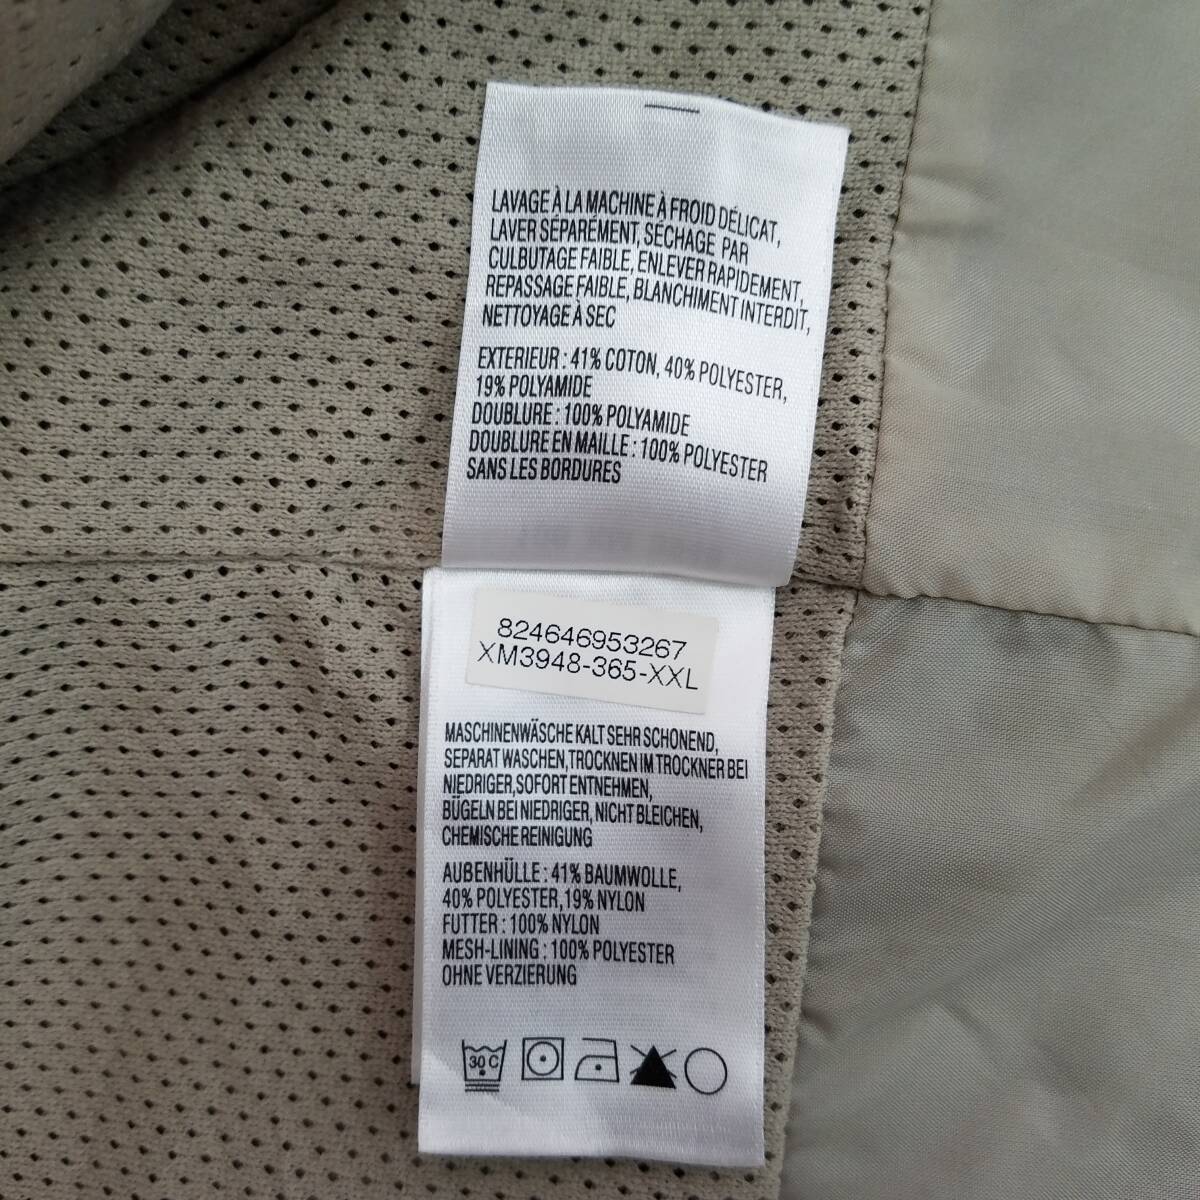 LAVAGE À LA MACHINE À FROID DÉLICAT,
LAVER SÉPARÉMENT, SÉCHAGE PAR
CULBUTAGE FAIBLE, ENLEVER RAPIDEMENT,
REPASSAGE FAIBLE, BLANCHIMENT INTERDIT,
NETTOYAGE À SEC
EXTERIEUR : 41% COTON, 40% POLYESTER,
19% POLYAMIDE
DOUBLURE : 100% POLYAMIDE
DOUBLURE EN MAILLE : 100% POLYESTER
SANS LES BORDURES
824646953267
XM3948-365-XXL
MASCHINENWÄSCHE KALT SEHR SCHONEND,
SEPARAT WASCHEN, TROCKNEN IM TROCKNER BEI
NIEDRIGER, SOFORT ENTNEHMEN,
BÜGELN BEI NIEDRIGER, NICHT BLEICHEN,
CHEMISCHE REINIGUNG
AUBENHÜLLE : 41% BAUMWOLLE,
40% POLYESTER, 19% NYLON
FUTTER : 100% NYLON
MESH-LINING : 100% POLYESTER
OHNE VERZIERUNG
30 C